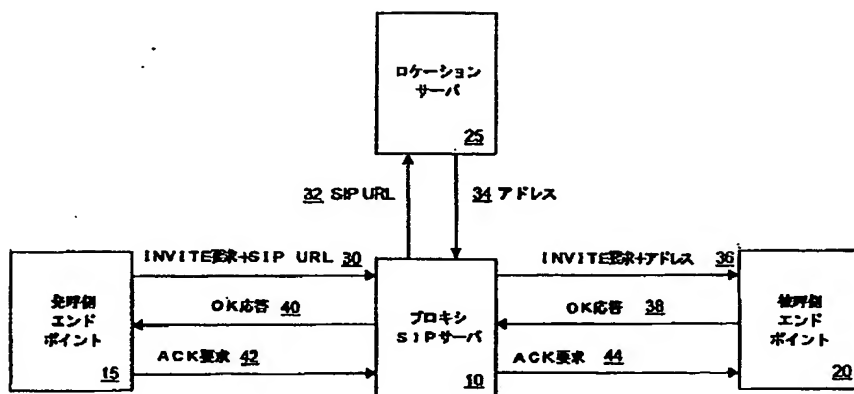 ロケーション
サーバ
25
32 SIP URL
34 アドレス
INVITE要求+SIP URL 30
INVITE要求+アドレス 36
発呼側
エンド
ポイント
15
OK応答 40
ACK要求 42
プロキシ
SIPサーバ
10
OK応答 38
ACK要求 44
被呼側
エンド
ポイント
20